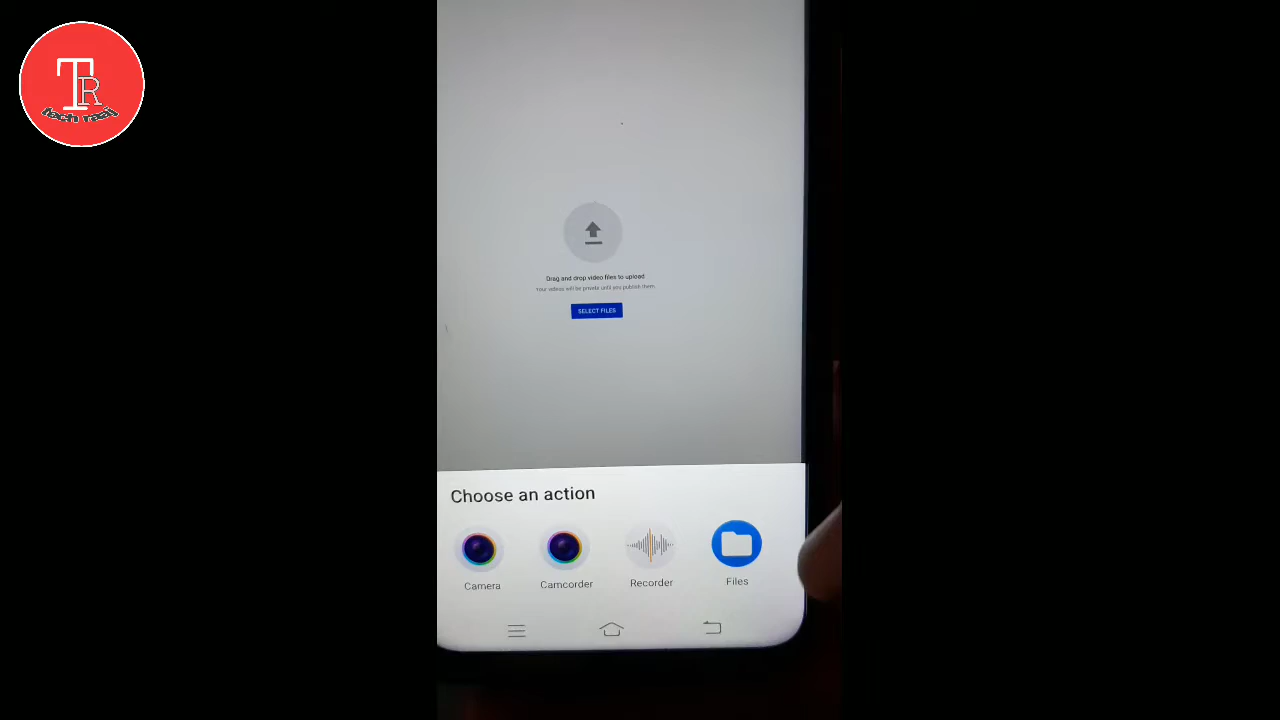 TR
tech raaj
Drag and drop video files to upload
Your videos will be private until you publish them.
SELECT FILES
Choose an action
Camera
Camcorder
Recorder
Files